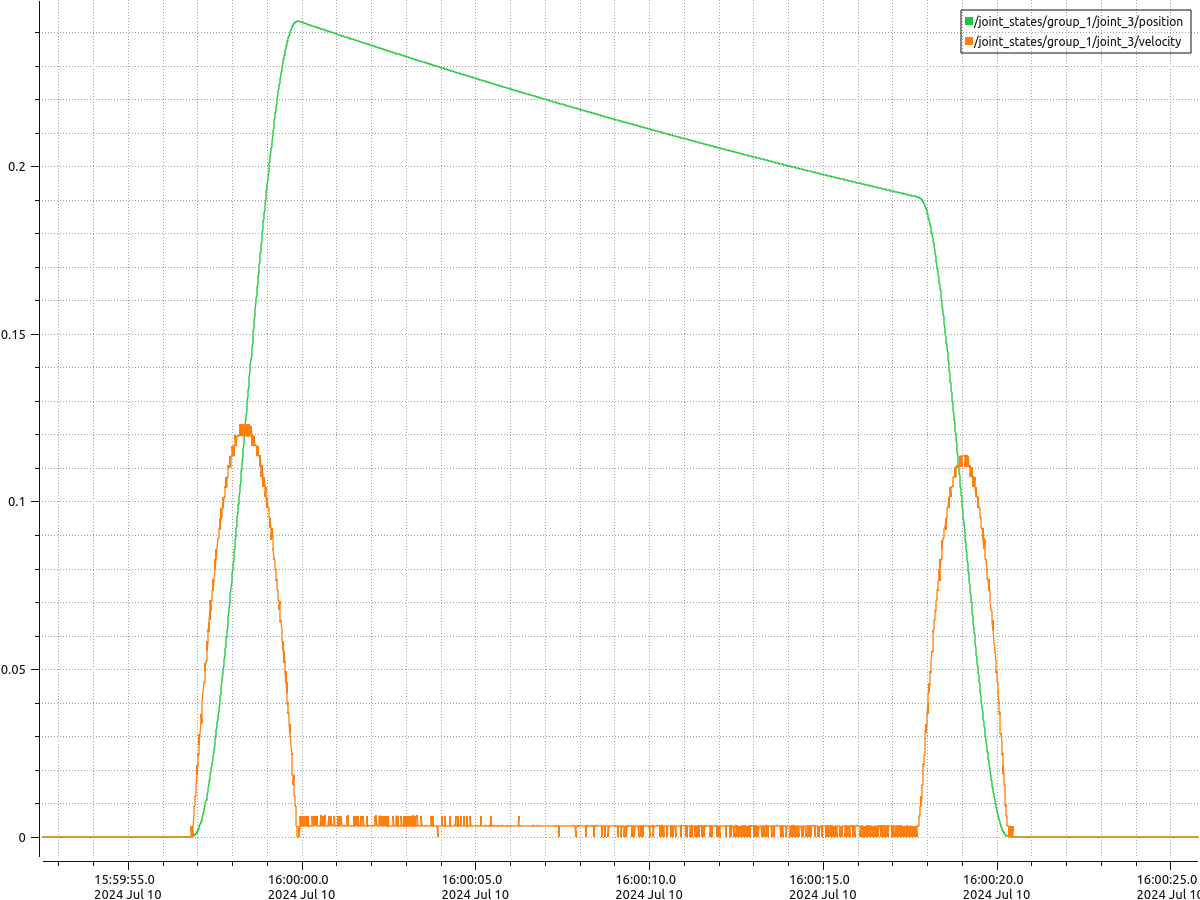 /joint_states/group_1/joint_3/position
/joint_states/group_1/joint_3/velocity
0.2
0.15
0.1
0.05
0
15:59:55.0
2024 Jul 10
16:00:00.0
2024 Jul 10
16:00:05.0
2024 Jul 10
16:00:10.0
2024 Jul 10
16:00:15.0
2024 Jul 10
16:00:20.0
2024 Jul 10
16:00:25.0
2024 Jul 10